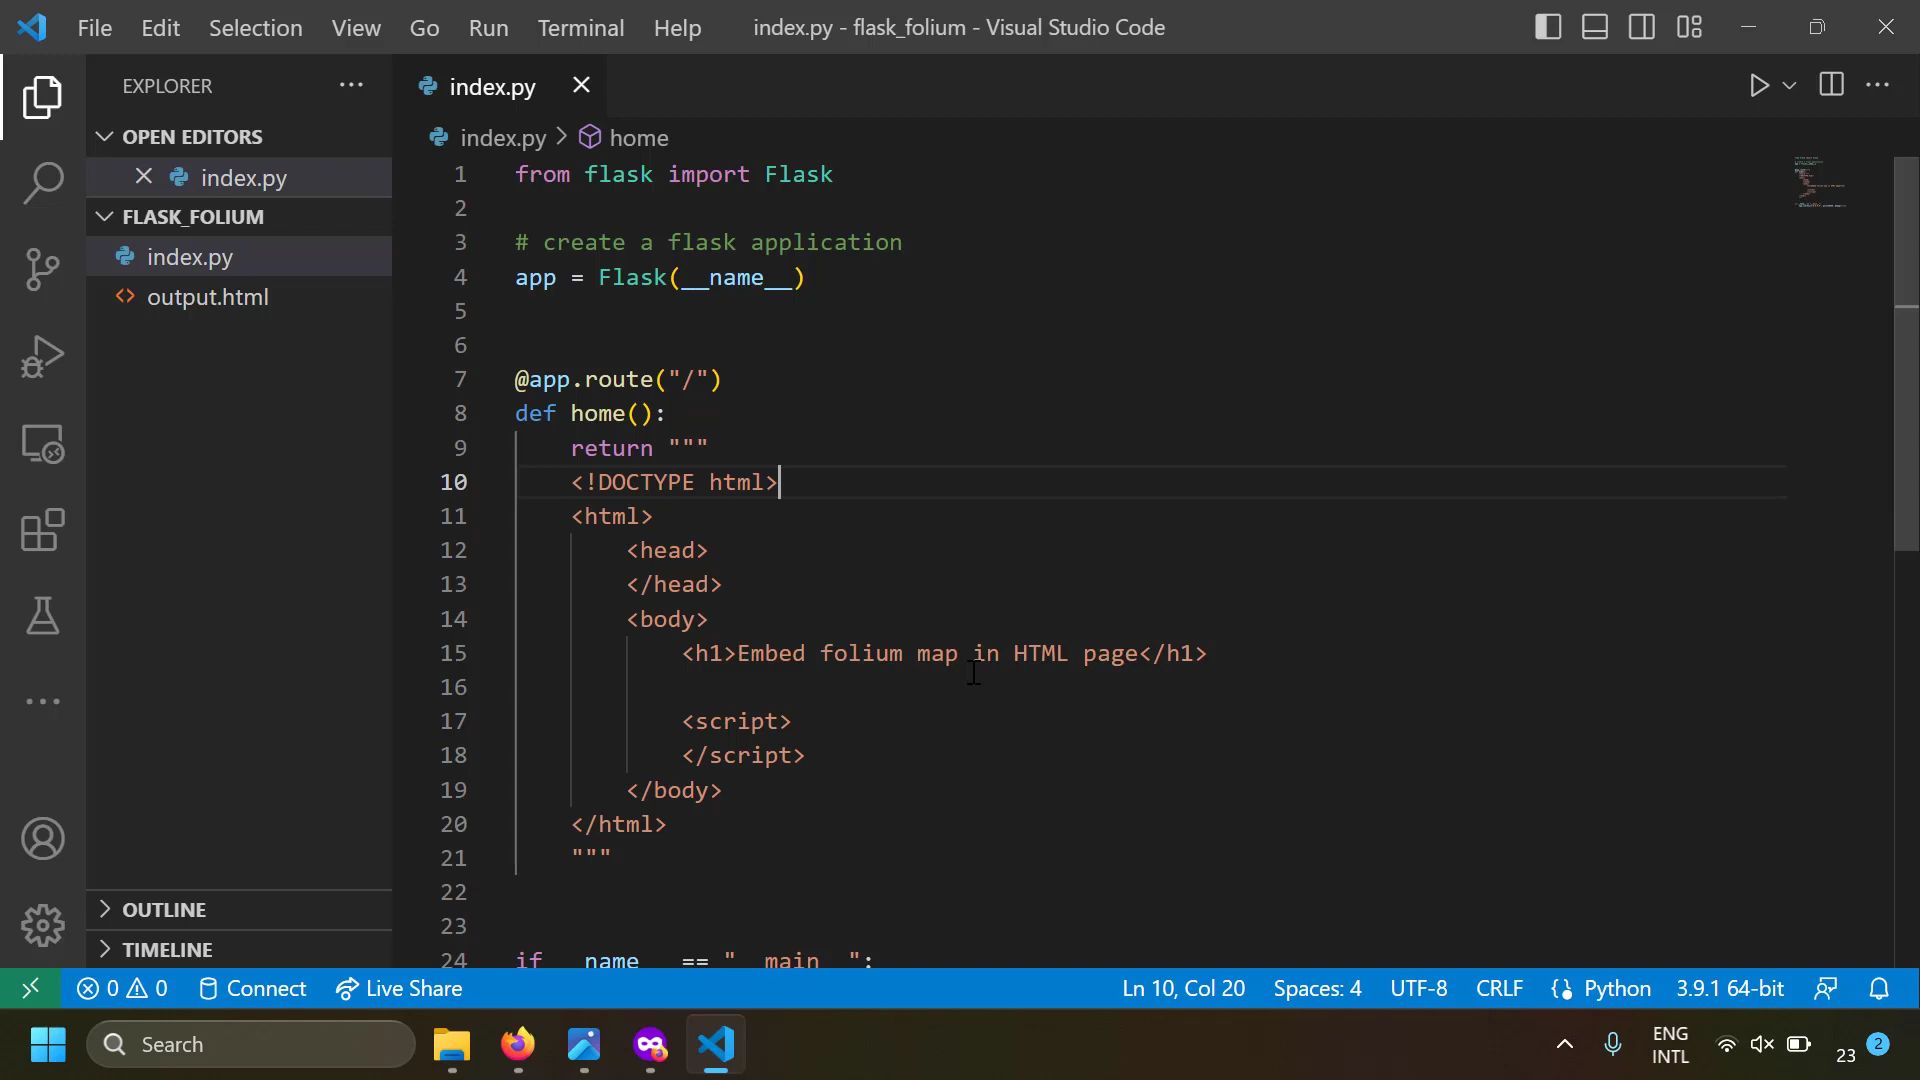 File Edit Selection View Go Run Terminal Help index.py - flask_folium - Visual Studio Code
EXPLORER
OPEN EDITORS
index.py
FLASK_FOLIUM
index.py
output.html
OUTLINE
TIMELINE
index.py
index.py > home
1 from flask import Flask
2
3 # create a flask application
4 app = Flask(__name__)
5
6
7 @app.route("/")
8 def home():
9 return """
10 <!DOCTYPE html>
11 <html>
12 <head>
13 </head>
14 <body>
15 <h1>Embed folium map in HTML page</h1>
16
17 <script>
18 </script>
19 </body>
20 </html>
21 """
22
23
24 if __name__ == "__main__":
0 0 Connect Live Share Ln 10, Col 20 Spaces: 4 UTF-8 CRLF {} Python 3.9.1 64-bit
Search
ENG
INTL
23
2